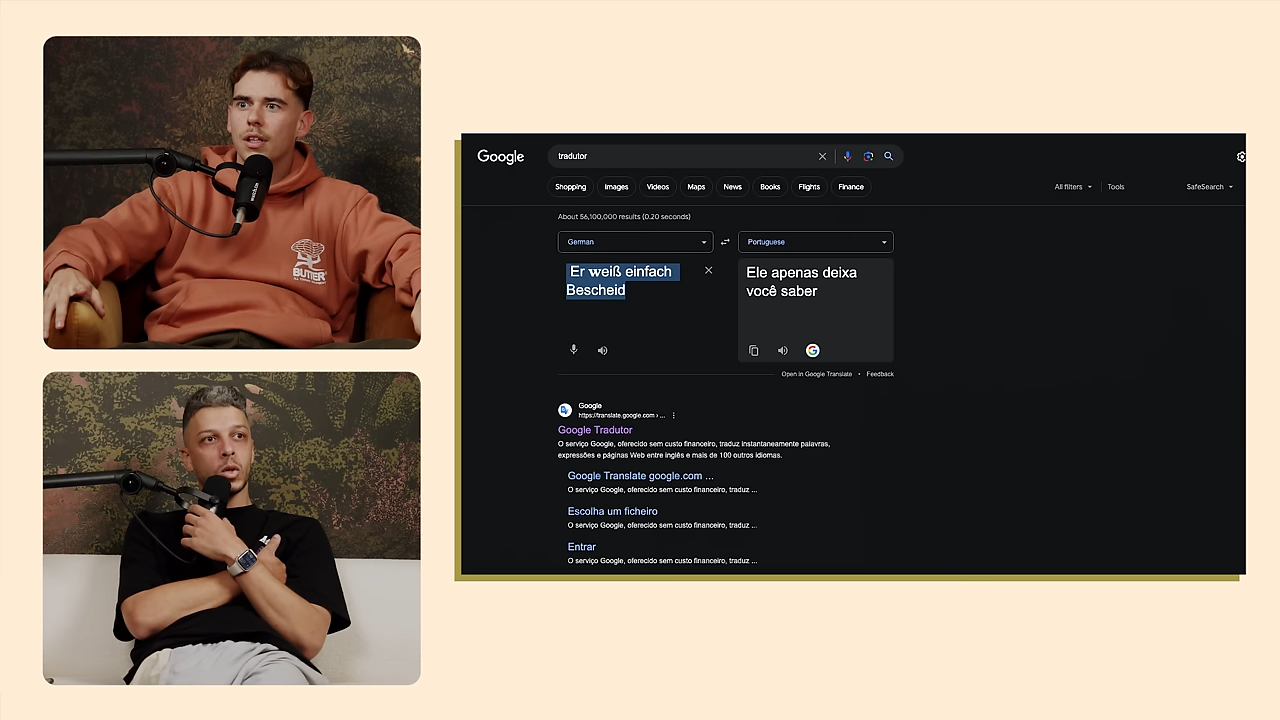 BUTTER
Google
tradutor
Shopping
Images
Videos
Maps
News
Books
Flights
Finance
All filters
Tools
SafeSearch
About 56,100,000 results (0.20 seconds)
German
Portuguese
Er weiß einfach
Bescheid
Ele apenas deixa
você saber
Open in Google Translate • Feedback
Google
https://translate.google.com › ...
Google Tradutor
O serviço Google, oferecido sem custo financeiro, traduz instantaneamente palavras,
expressões e páginas Web entre inglês e mais de 100 outros idiomas.
Google Translate google.com ...
O serviço Google, oferecido sem custo financeiro, traduz ...
Escolha um ficheiro
O serviço Google, oferecido sem custo financeiro, traduz ...
Entrar
O serviço Google, oferecido sem custo financeiro, traduz ...